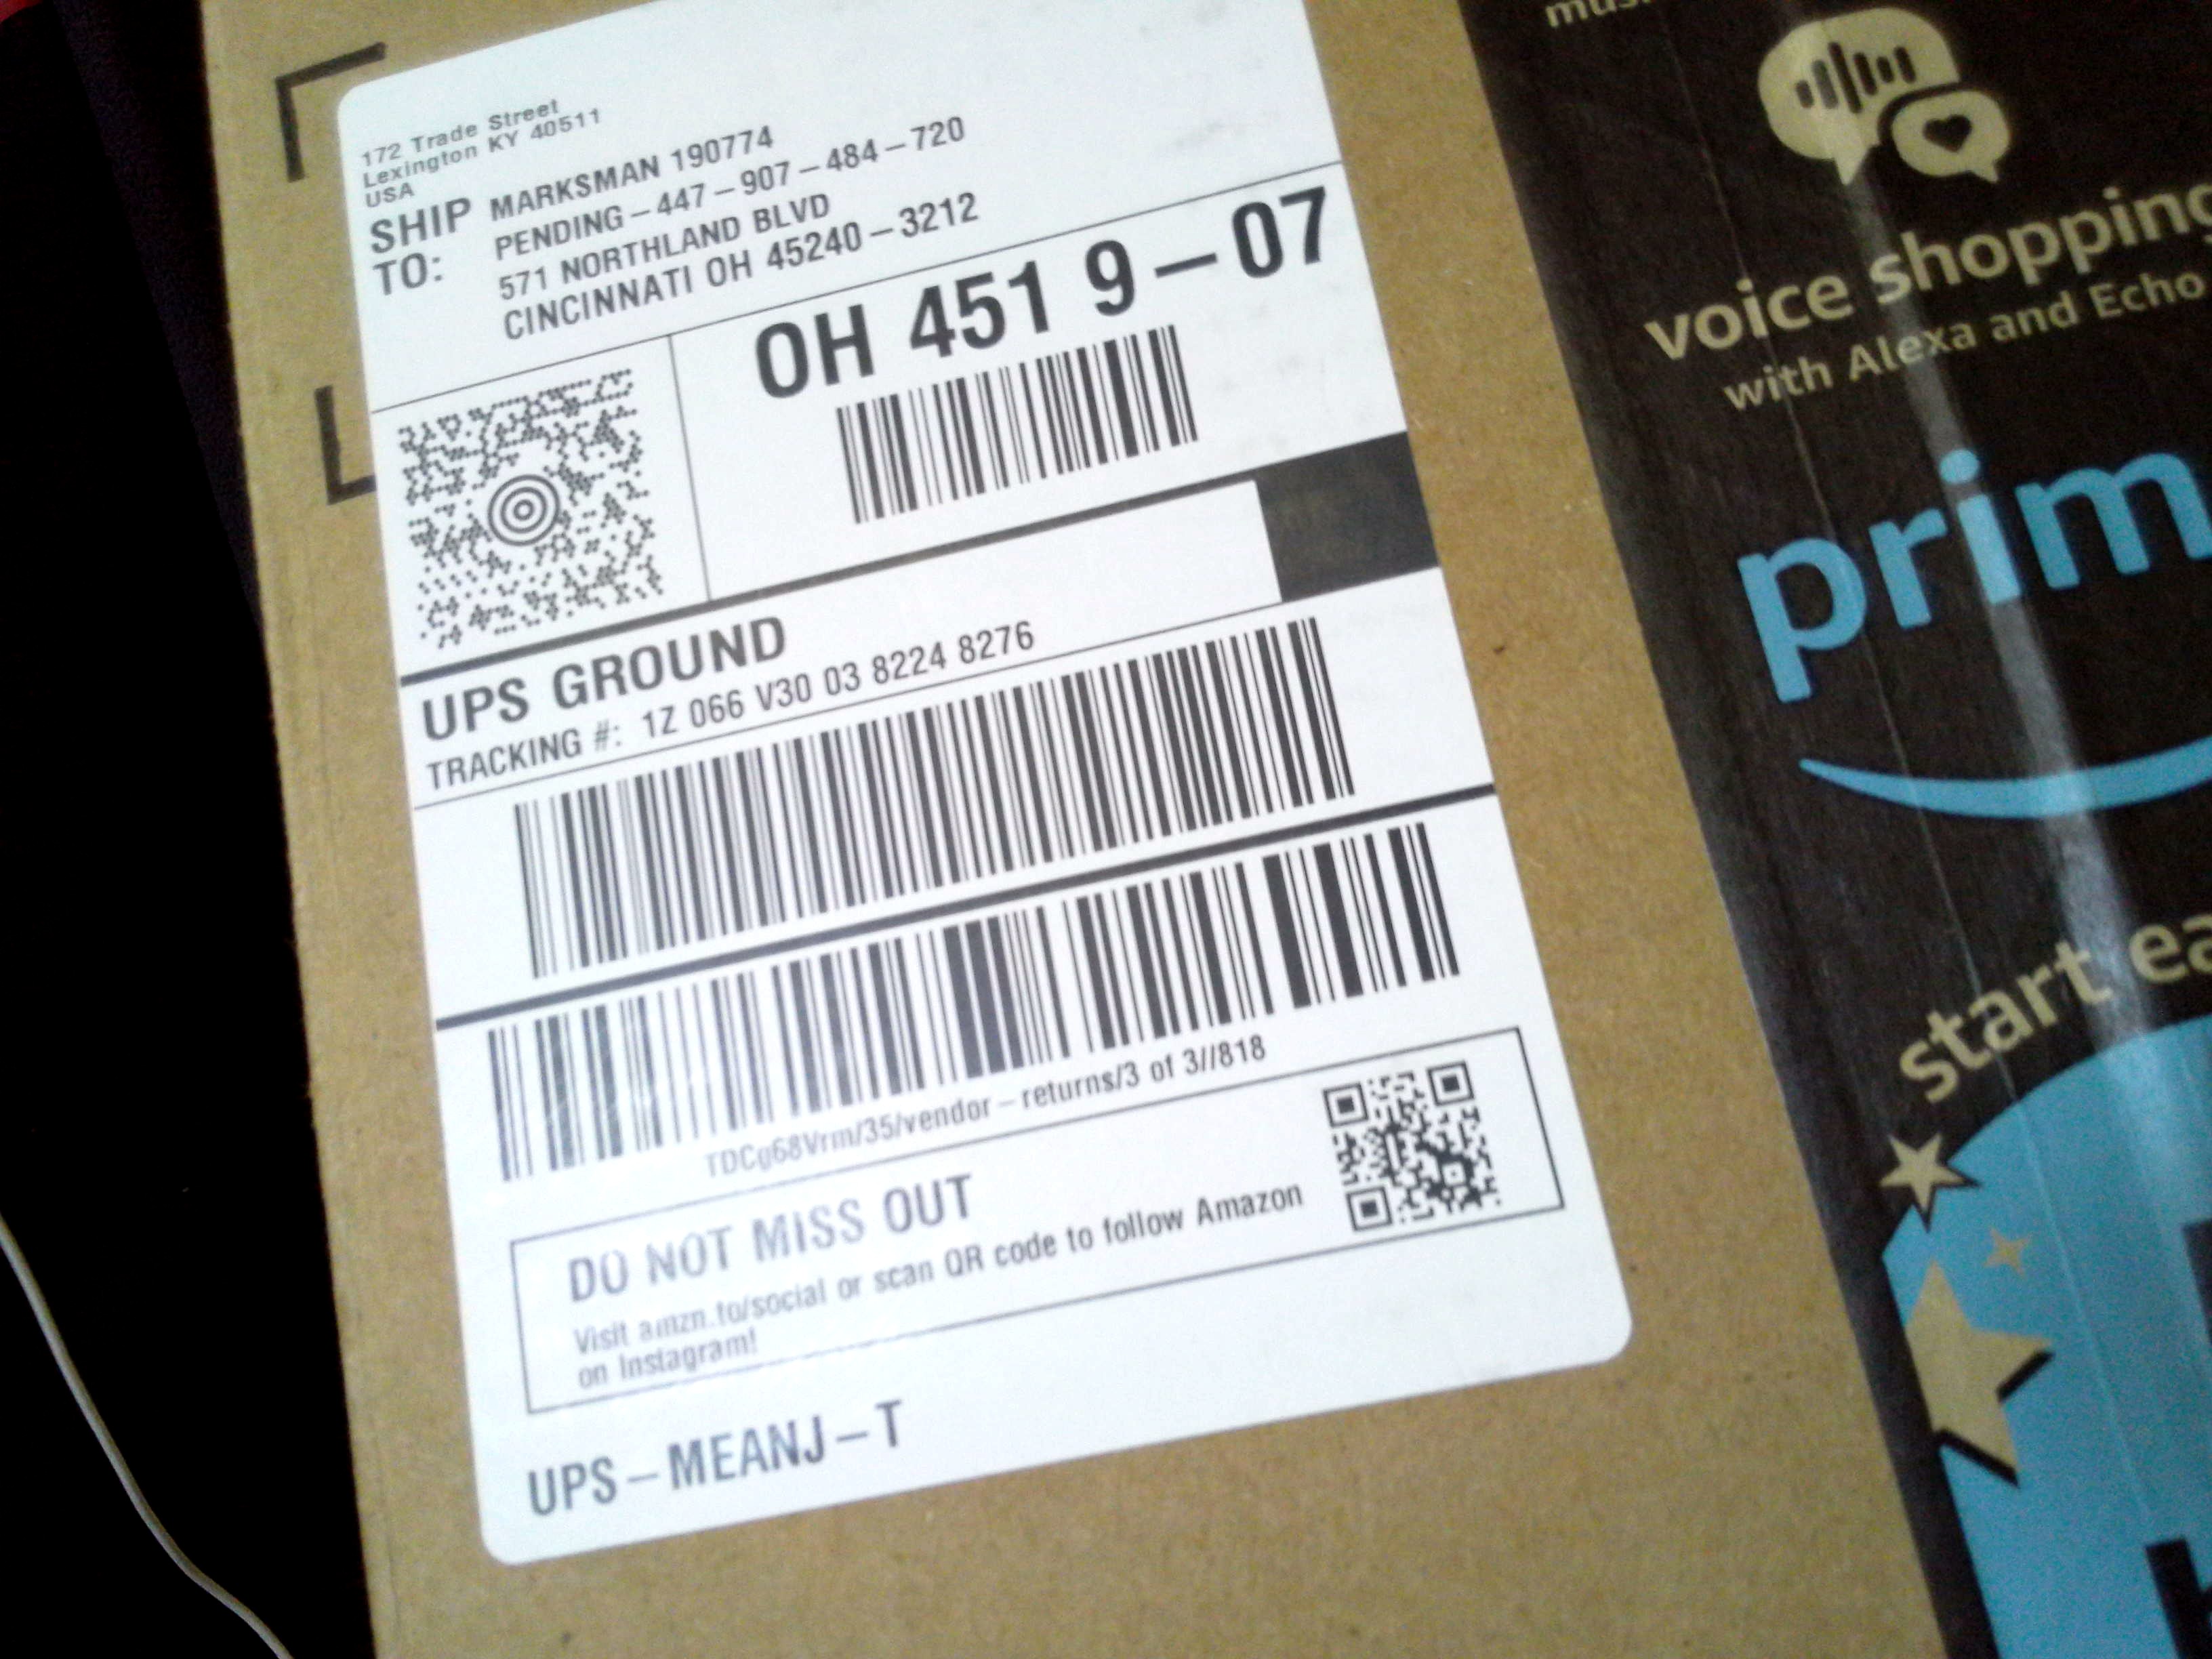 172 Trade Street
Lexington KY 40511
USA
SHIP TO:
MARKSMAN 190774
PENDING-447-907-484-720
571 NORTHLAND BLVD
CINCINNATI OH 45240-3212
OH 451 9-07
UPS GROUND
TRACKING #: 1Z 066 V30 03 8224 8276
TDCg68Vrm/35/vendor-returns/3 of 3//818
DO NOT MISS OUT
Visit amzn.to/social or scan QR code to follow Amazon
on Instagram!
UPS-MEANJ-T
voice shopping
with Alexa and Echo
prim
start ea